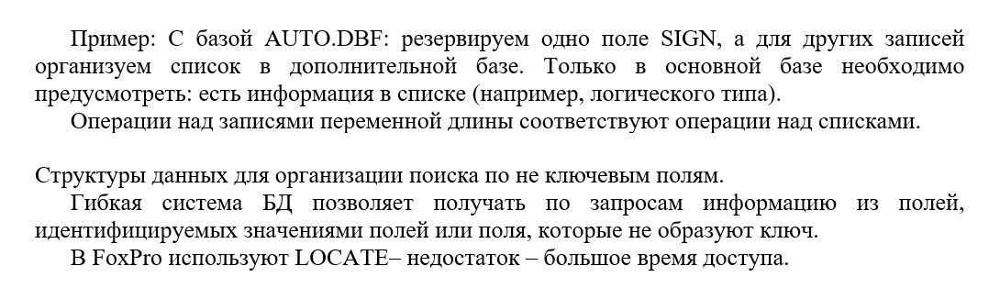 Пример: С базой AUTO.DBF: резервируем одно поле SIGN, а для других записей
организуем список в дополнительной базе. Только в основной базе необходимо
предусмотреть: есть информация в списке (например, логического типа).
Операции над записями переменной длины соответствуют операции над списками.
Структуры данных для организации поиска по не ключевым полям.
Гибкая система БД позволяет получать по запросам информацию из полей,
идентифицируемых значениями полей или поля, которые не образуют ключ.
В FoxPro используют LOCATE– недостаток – большое время доступа.